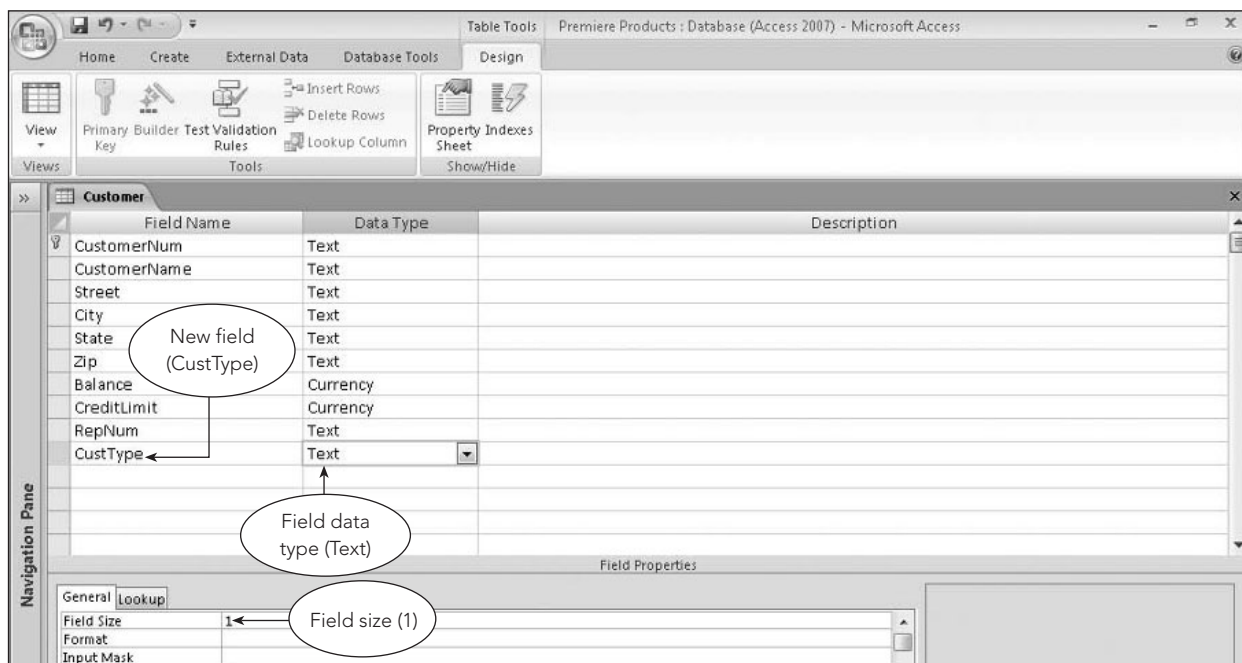 Table Tools Premiere Products : Database (Access 2007) - Microsoft Access
Home Create External Data Database Tools Design
View
Views
Primary Key
Builder
Test Validation Rules
Insert Rows
Delete Rows
Lookup Column
Tools
Property Sheet
Indexes
Show/Hide
Customer
Field Name Data Type Description
CustomerNum Text
CustomerName Text
Street Text
City Text
State Text
Zip Text
Balance Currency
CreditLimit Currency
RepNum Text
CustType Text
New field
(CustType)
Field data
type (Text)
Navigation Pane
Field Properties
General Lookup
Field Size 1
Field size (1)
Format
Input Mask